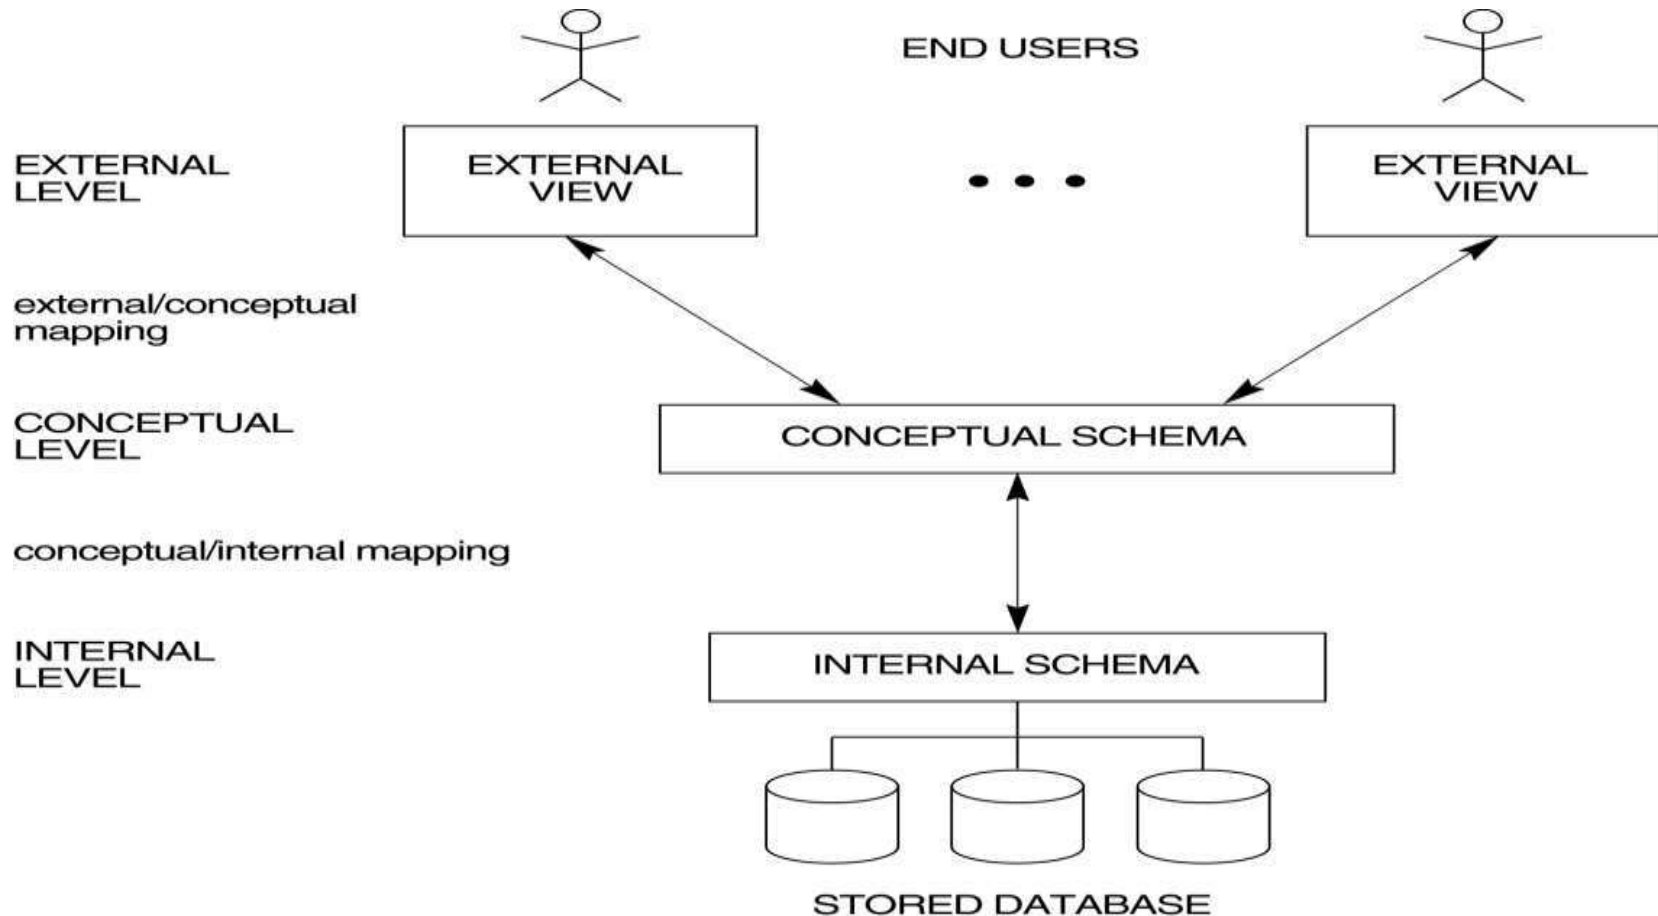 END USERS
EXTERNAL
LEVEL
EXTERNAL
VIEW
EXTERNAL
VIEW
external/conceptual
mapping
CONCEPTUAL
LEVEL
CONCEPTUAL SCHEMA
conceptual/internal mapping
INTERNAL
LEVEL
INTERNAL SCHEMA
STORED DATABASE